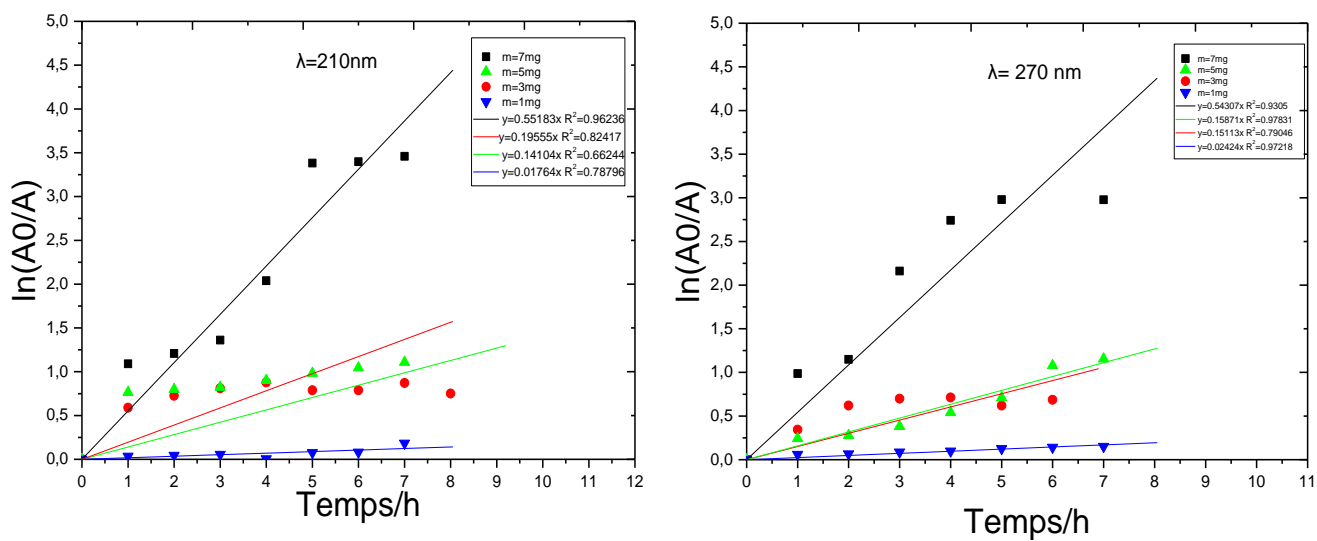 5,0
4,5
4,0
3,5
3,0
2,5
2,0
1,5
1,0
0,5
0,0
ln(A0/A)
λ=210nm
m=7mg
m=5mg
m=3mg
m=1mg
y=0.55183x R²=0.96236
y=0.19555x R²=0.82417
y=0.14104x R²=0.66244
y=0.01764x R²=0.78796
0 1 2 3 4 5 6 7 8 9 10 11 12
Temps/h
5,0
4,5
4,0
3,5
3,0
2,5
2,0
1,5
1,0
0,5
0,0
ln(A0/A)
λ= 270 nm
m=7mg
m=5mg
m=3mg
m=1mg
y=0.54307x R²=0.9305
y=0.15871x R²=0.97831
y=0.15113x R²=0.79046
y=0.02424x R²=0.97218
0 1 2 3 4 5 6 7 8 9 10 11
Temps/h